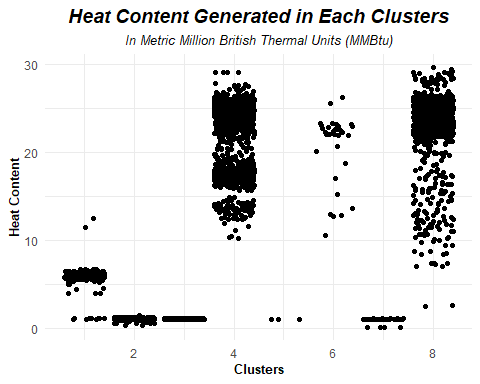 Heat Content Generated in Each Clusters
In Metric Million British Thermal Units (MMBtu)
30
20
10
0
Heat Content
2 4 6 8
Clusters